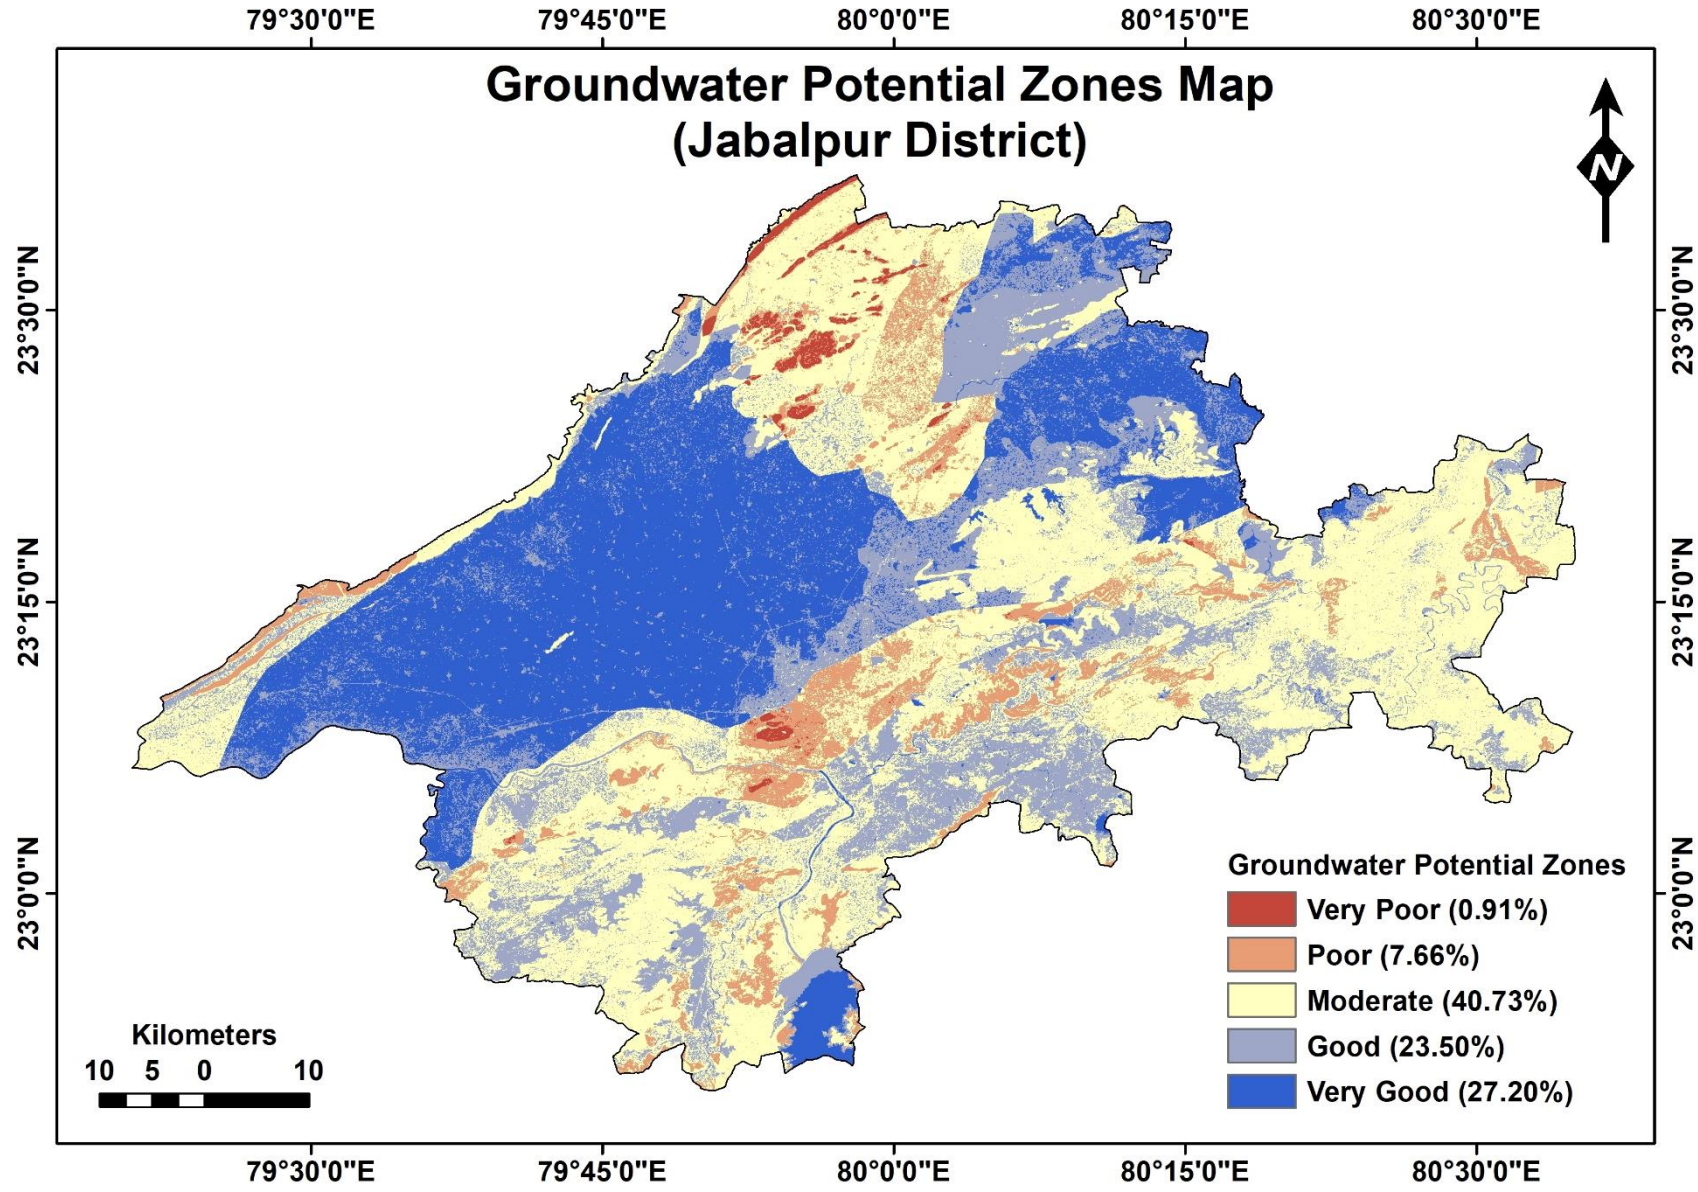 79°30'0"E 79°45'0"E 80°0'0"E 80°15'0"E 80°30'0"E
Groundwater Potential Zones Map
(Jabalpur District)
N
23°30'0"N 23°30'0"N
23°15'0"N 23°15'0"N
23°0'0"N 23°0'0"N
Groundwater Potential Zones
Very Poor (0.91%)
Poor (7.66%)
Moderate (40.73%)
Good (23.50%)
Very Good (27.20%)
Kilometers
10 5 0 10
79°30'0"E 79°45'0"E 80°0'0"E 80°15'0"E 80°30'0"E